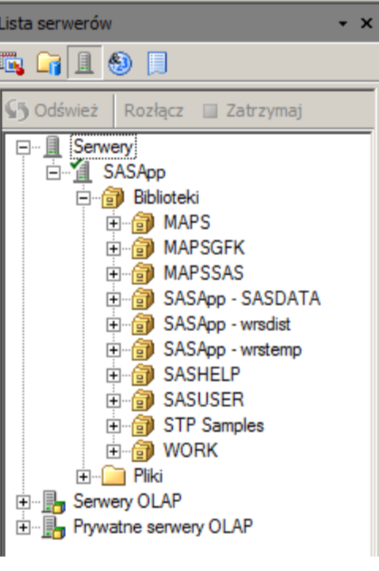 Lista serwerów
Odśwież Rozłącz Zatrzymaj
Serwery
SASApp
Biblioteki
MAPS
MAPSGFK
MAPSSAS
SASApp - SASDATA
SASApp - wrsdist
SASApp - wrstemp
SASHELP
SASUSER
STP Samples
WORK
Pliki
Serwery OLAP
Prywatne serwery OLAP